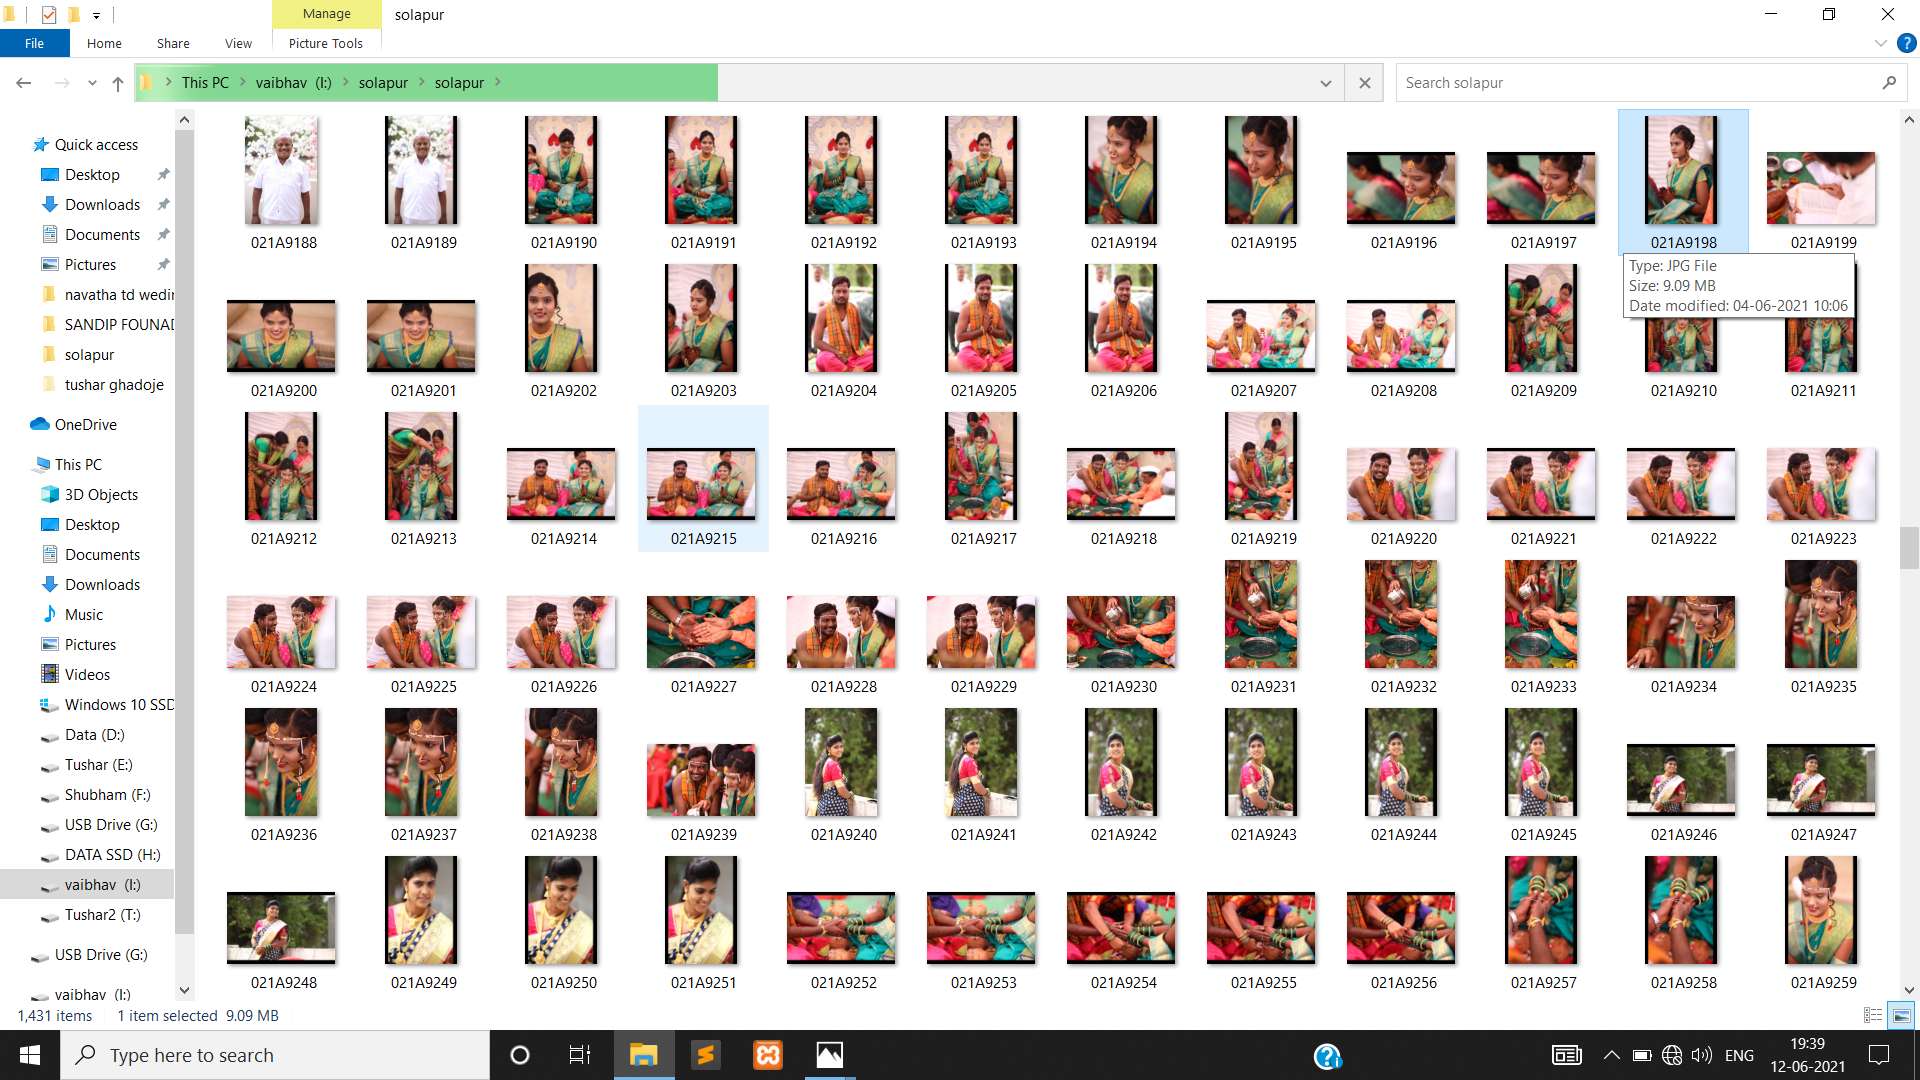 Manage
solapur
File
Home
Share
View
Picture Tools
This PC
vaibhav (I:)
solapur
solapur
Search solapur
Quick access
Desktop
Downloads
Documents
Pictures
navatha td wedin
SANDIP FOUNAD
solapur
tushar ghadoje
OneDrive
This PC
3D Objects
Desktop
Documents
Downloads
Music
Pictures
Videos
Windows 10 SSD
Data (D:)
Tushar (E:)
Shubham (F:)
USB Drive (G:)
DATA SSD (H:)
vaibhav (I:)
Tushar2 (T:)
USB Drive (G:)
vaibhav (I:)
021A9188 021A9189 021A9190 021A9191 021A9192 021A9193 021A9194 021A9195 021A9196 021A9197 021A9198 021A9199
Type: JPG File
Size: 9.09 MB
Date modified: 04-06-2021 10:06
021A9200 021A9201 021A9202 021A9203 021A9204 021A9205 021A9206 021A9207 021A9208 021A9209 021A9210 021A9211
021A9212 021A9213 021A9214 021A9215 021A9216 021A9217 021A9218 021A9219 021A9220 021A9221 021A9222 021A9223
021A9224 021A9225 021A9226 021A9227 021A9228 021A9229 021A9230 021A9231 021A9232 021A9233 021A9234 021A9235
021A9236 021A9237 021A9238 021A9239 021A9240 021A9241 021A9242 021A9243 021A9244 021A9245 021A9246 021A9247
021A9248 021A9249 021A9250 021A9251 021A9252 021A9253 021A9254 021A9255 021A9256 021A9257 021A9258 021A9259
1,431 items
1 item selected 9.09 MB
Type here to search
ENG
19:39
12-06-2021